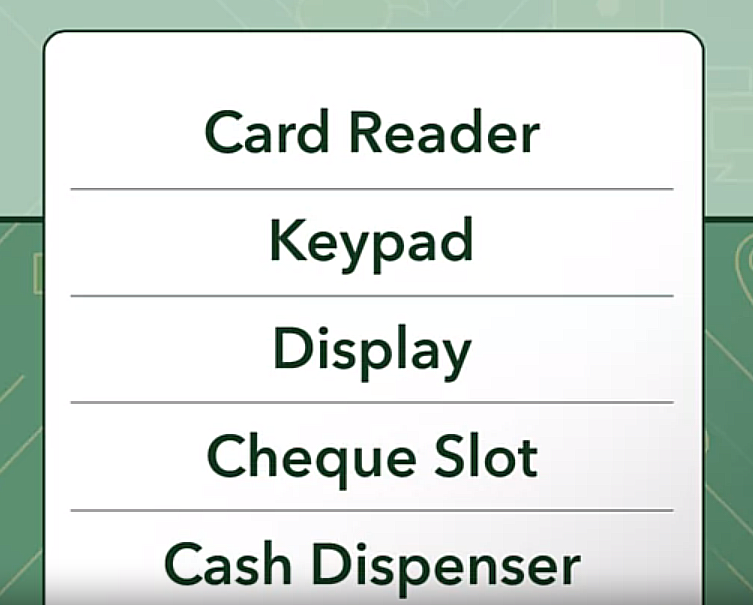 Card Reader
Keypad
Display
Cheque Slot
Cash Dispenser